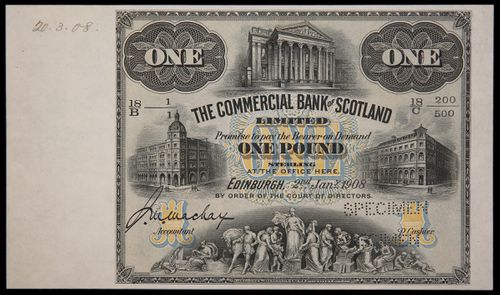 20.3.08.
ONE ONE
18 1 18 200
B 1 C 500
THE COMMERCIAL BANK OF SCOTLAND
LIMITED
Promise to pay the Bearer on Demand
ONE POUND
STERLING
AT THE OFFICE HERE.
EDINBURGH, 2nd Jany. 1908
BY ORDER OF THE COURT OF DIRECTORS.
SPECIMEN
Accountant Cashier